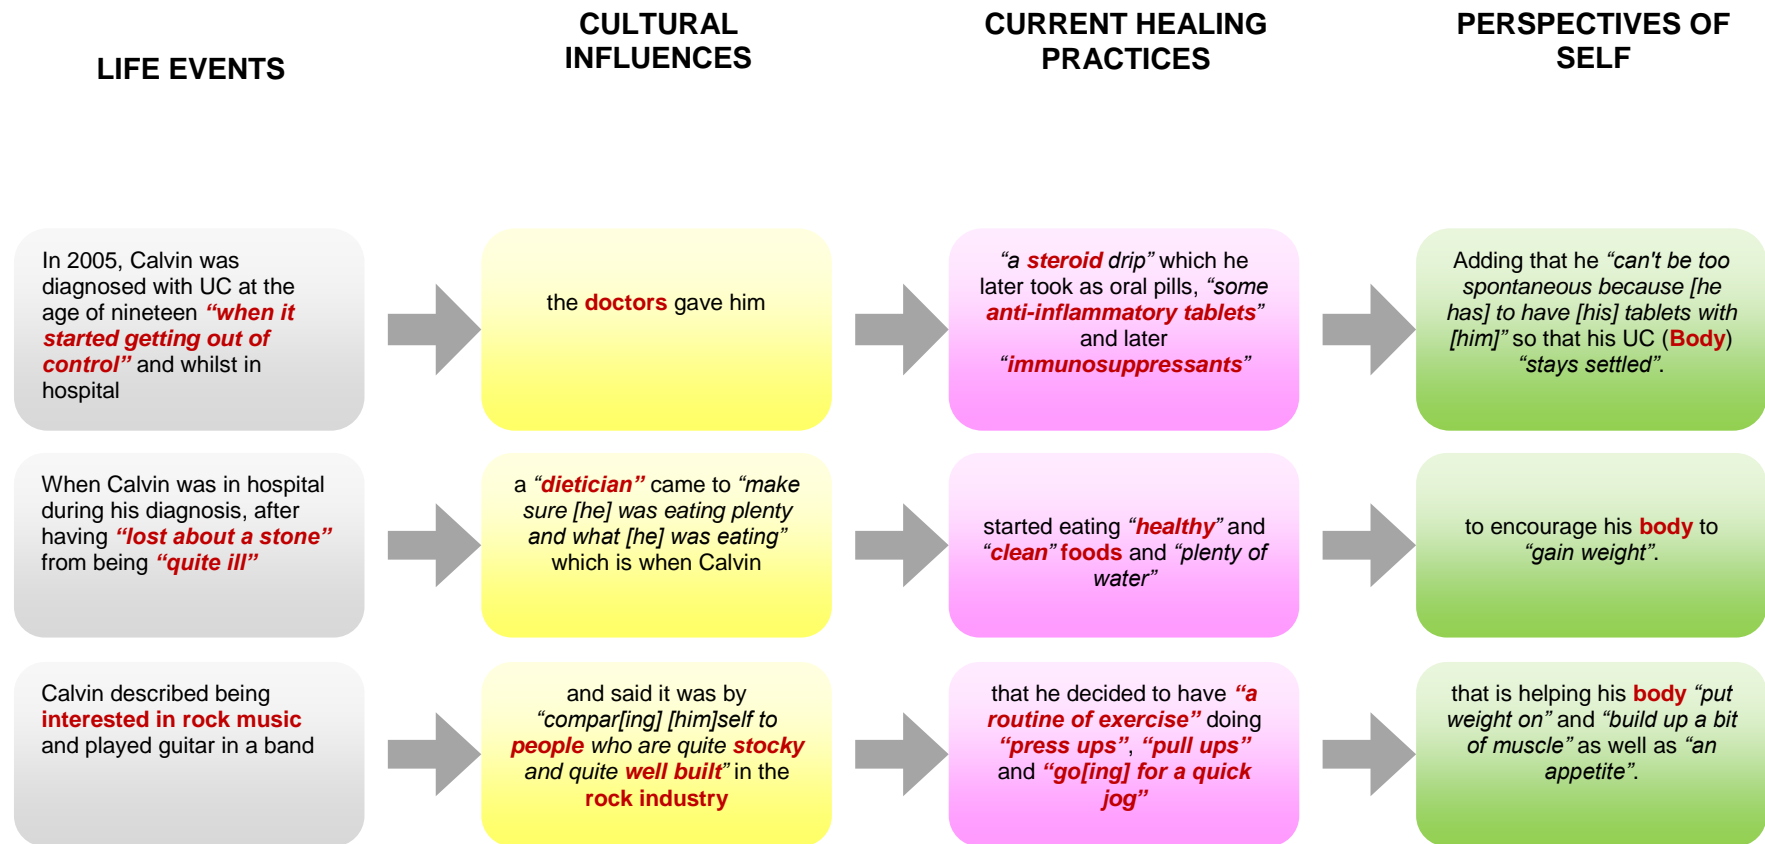 LIFE EVENTS
CULTURAL
INFLUENCES
CURRENT HEALING
PRACTICES
PERSPECTIVES OF
SELF
In 2005, Calvin was
diagnosed with UC at the
age of nineteen “when it
started getting out of
control” and whilst in
hospital
the doctors gave him
“a steroid drip” which he
later took as oral pills, “some
anti-inflammatory tablets”
and later
“immunosuppressants”
Adding that he “can't be too
spontaneous because [he
has] to have [his] tablets with
[him]” so that his UC (Body)
“stays settled”.
When Calvin was in hospital
during his diagnosis, after
having “lost about a stone”
from being “quite ill”
a “dietician” came to “make
sure [he] was eating plenty
and what [he] was eating”
which is when Calvin
started eating “healthy” and
“clean” foods and “plenty of
water”
to encourage his body to
“gain weight”.
Calvin described being
interested in rock music
and played guitar in a band
and said it was by
“compar[ing] [him]self to
people who are quite stocky
and quite well built” in the
rock industry
that he decided to have “a
routine of exercise” doing
“press ups”, “pull ups”
and “go[ing] for a quick
jog”
that is helping his body “put
weight on” and “build up a bit
of muscle” as well as “an
appetite”.